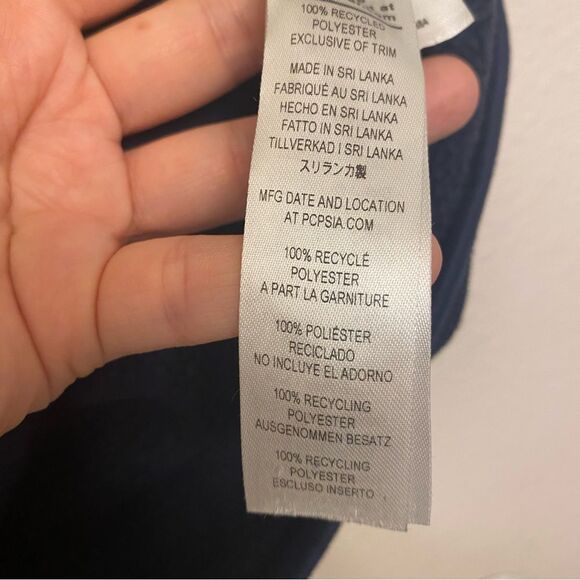 100% RECYCLED
POLYESTER
EXCLUSIVE OF TRIM
MADE IN SRI LANKA
FABRIQUÉ AU SRI LANKA
HECHO EN SRI LANKA
FATTO IN SRI LANKA
TILLVERKAD I SRI LANKA
スリランカ製
MFG DATE AND LOCATION
AT PCPSIA.COM
100% RECYCLÉ
POLYESTER
A PART LA GARNITURE
100% POLIÉSTER
RECICLADO
NO INCLUYE EL ADORNO
100% RECYCLING
POLYESTER
AUSGENOMMEN BESATZ
100% RECYCLING
POLYESTER
ESCLUSO INSERTO